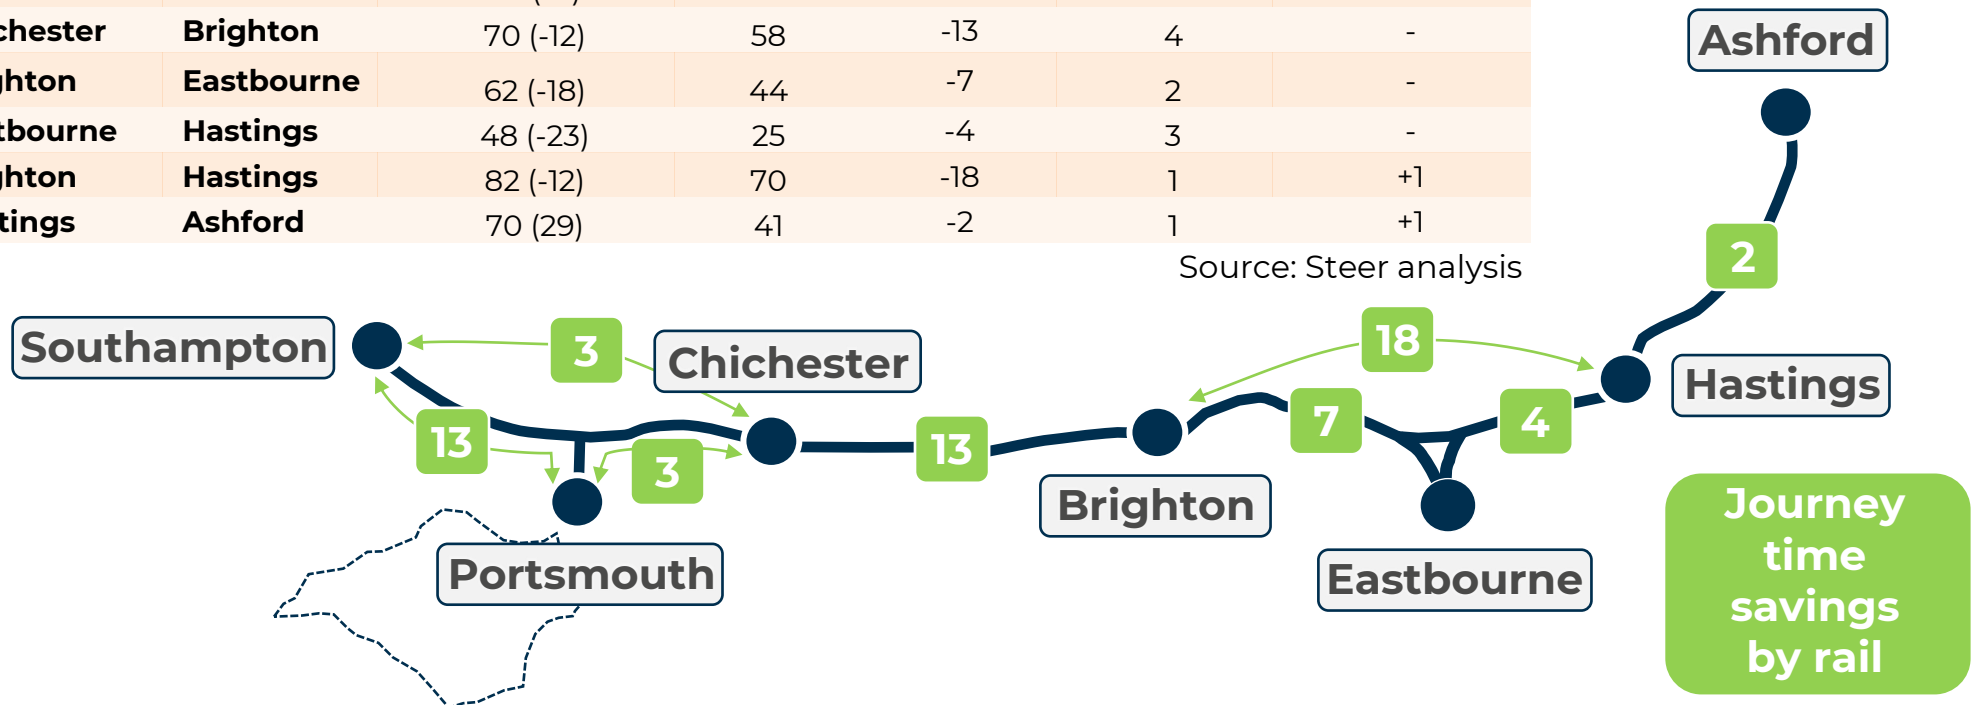 chester Brighton 70 (-12) 58 -13 4 -
ghton Eastbourne 62 (-18) 44 -7 2 -
tbourne Hastings 48 (-23) 25 -4 3 -
ghton Hastings 82 (-12) 70 -18 1 +1
tings Ashford 70 (29) 41 -2 1 +1
Source: Steer analysis
Ashford
2
Southampton
3
Chichester
18
Hastings
13
3
13
7
4
Brighton
Portsmouth
Eastbourne
Journey
time
savings
by rail